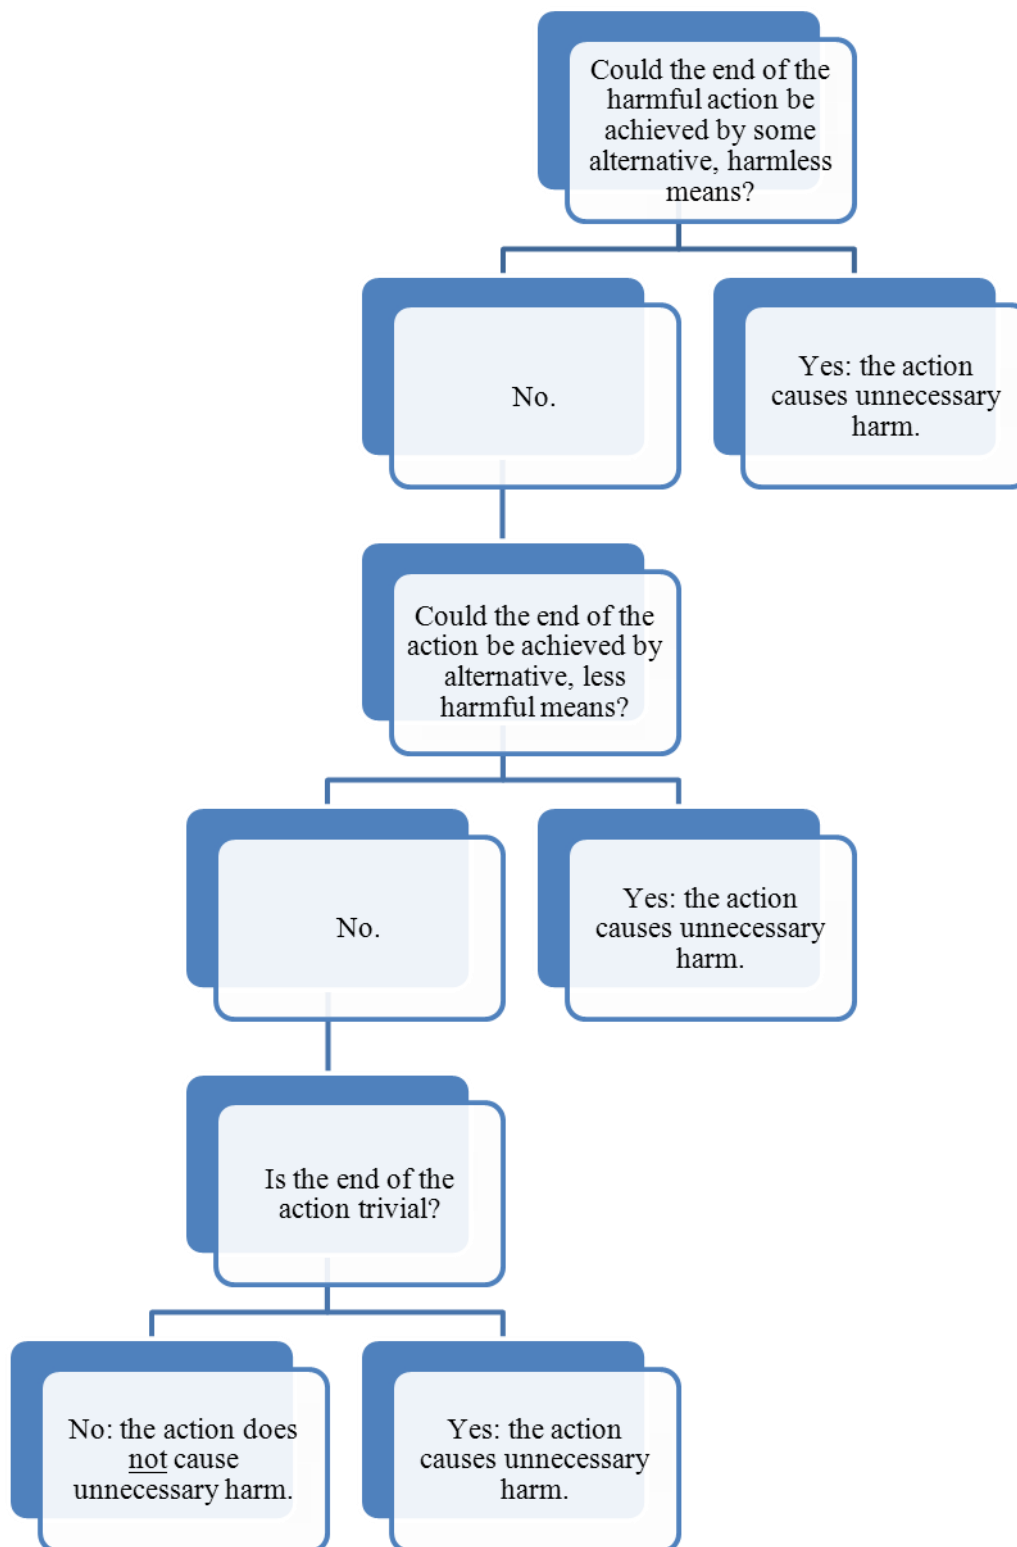 Could the end of the
harmful action be
achieved by some
alternative, harmless
means?
No.
Yes: the action
causes unnecessary
harm.
Could the end of the
action be achieved by
alternative, less
harmful means?
No.
Yes: the action
causes unnecessary
harm.
Is the end of the
action trivial?
No: the action does
not cause
unnecessary harm.
Yes: the action
causes unnecessary
harm.